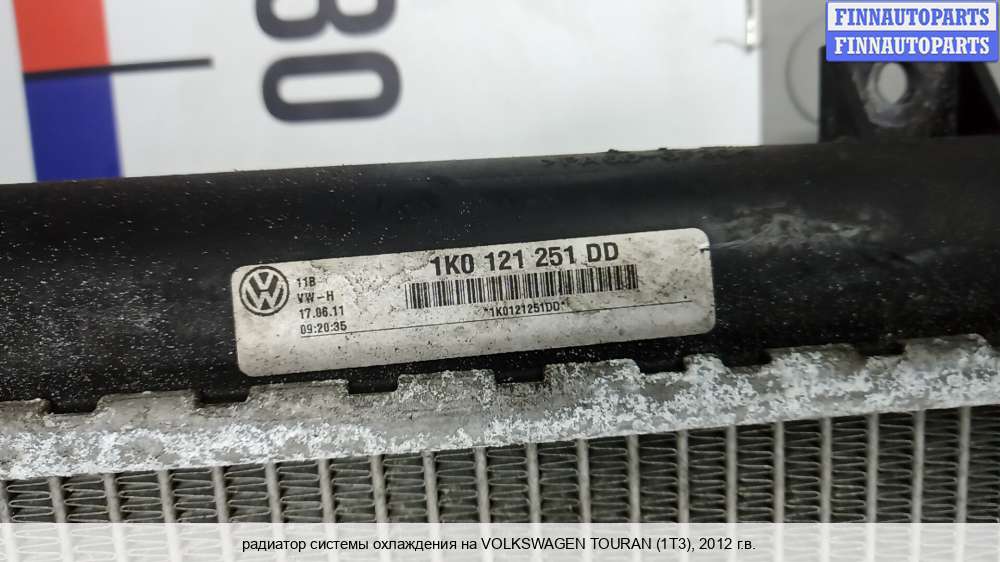 FINNAUTOPARTS
FINNAUTOPARTS
80
1K0 121 251 DD
11B
VW-H
17.06.11
09:20:35
*1K0121251DD*
радиатор системы охлаждения на VOLKSWAGEN TOURAN (1T3), 2012 г.в.